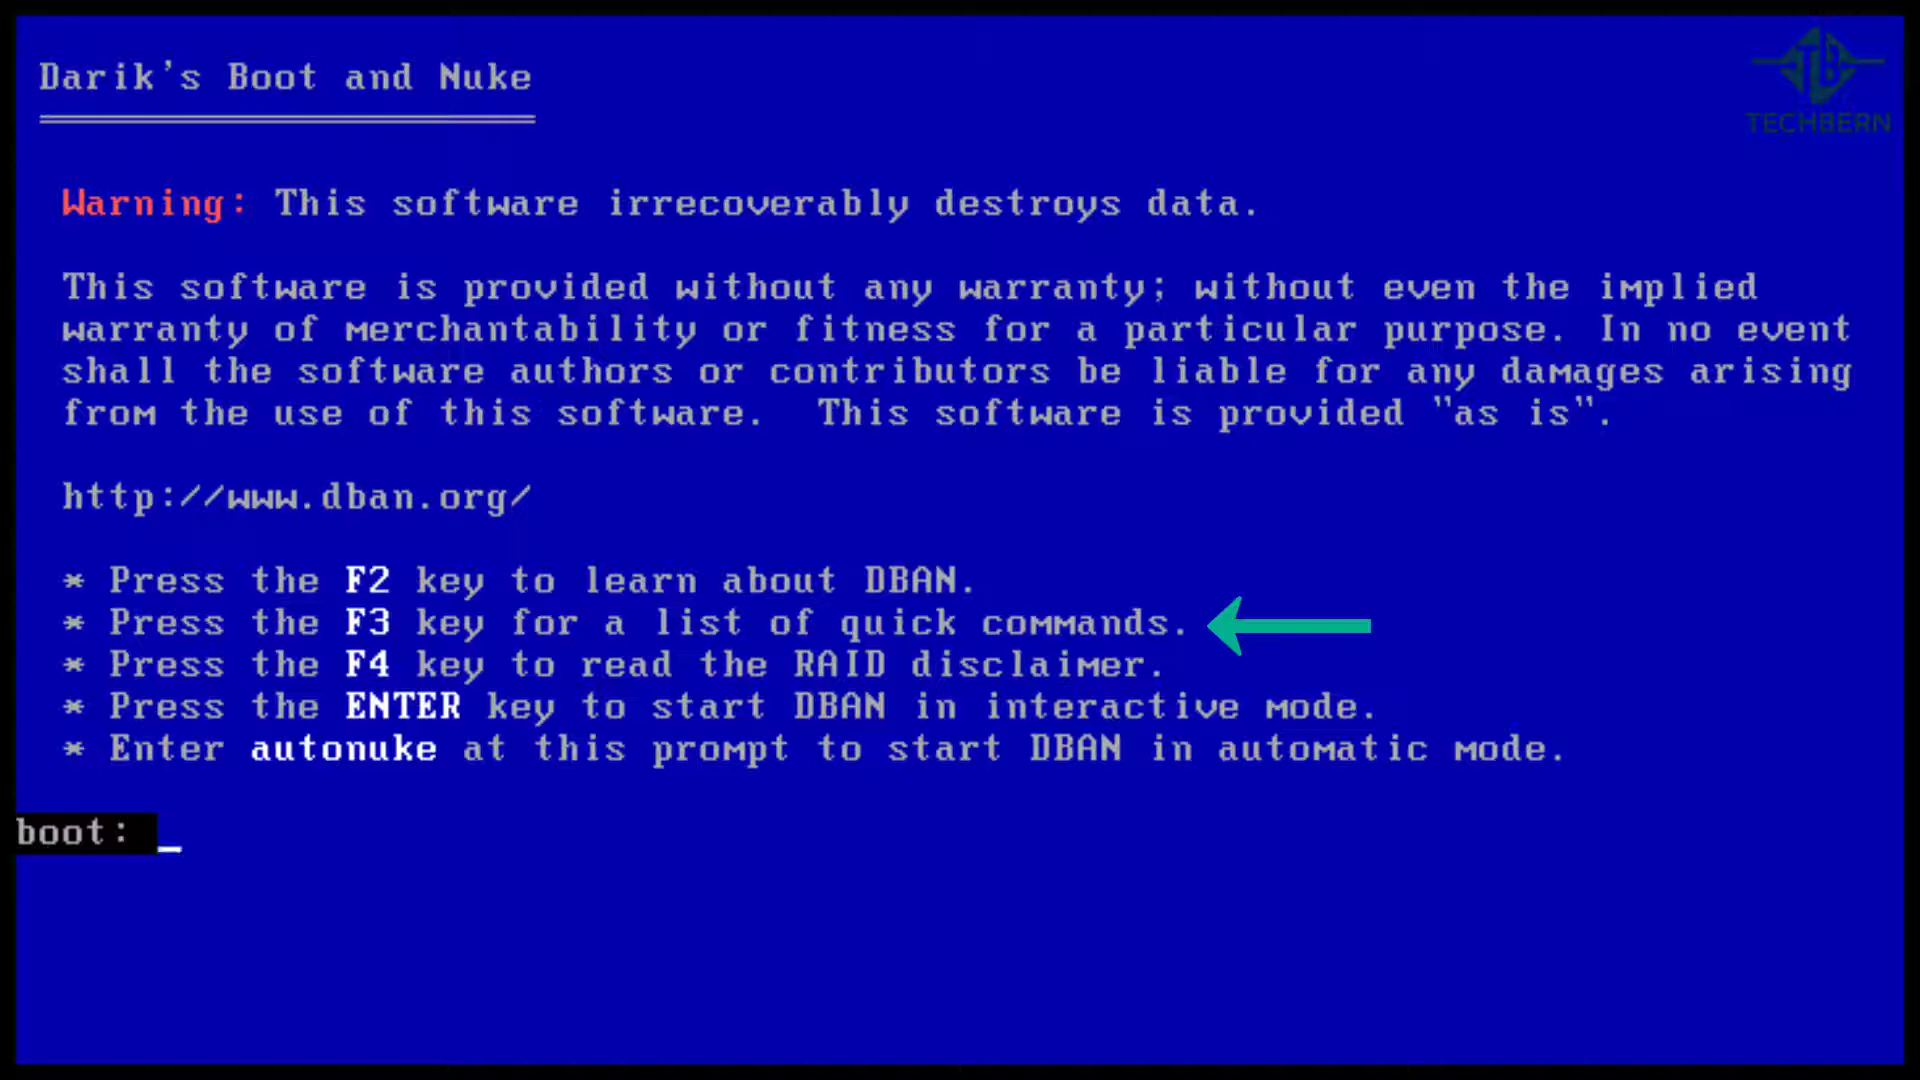 Darik's Boot and Nuke
TECHBERN
Warning: This software irrecoverably destroys data.
This software is provided without any warranty; without even the implied
warranty of merchantability or fitness for a particular purpose. In no event
shall the software authors or contributors be liable for any damages arising
from the use of this software.  This software is provided "as is".
http://www.dban.org/
* Press the F2 key to learn about DBAN.
* Press the F3 key for a list of quick commands.
* Press the F4 key to read the RAID disclaimer.
* Press the ENTER key to start DBAN in interactive mode.
* Enter autonuke at this prompt to start DBAN in automatic mode.
boot: _